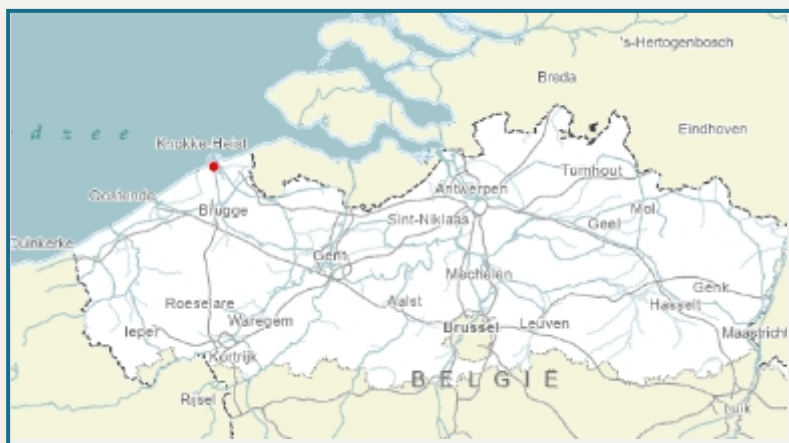 's-Hertogenbosch
Breda
d z e e
Eindhoven
Knokke-Heist
Turnhout
Antwerpen
Oostende
Brugge
Mol
Sint-Niklaas
Geel
Duinkerke
Gent
Mechelen
Genk
Roeselare
Aalst
Hasselt
Waregem
Ieper
Brussel
Leuven
Maastricht
Kortrijk
BELGIË
Rijsel
Luik